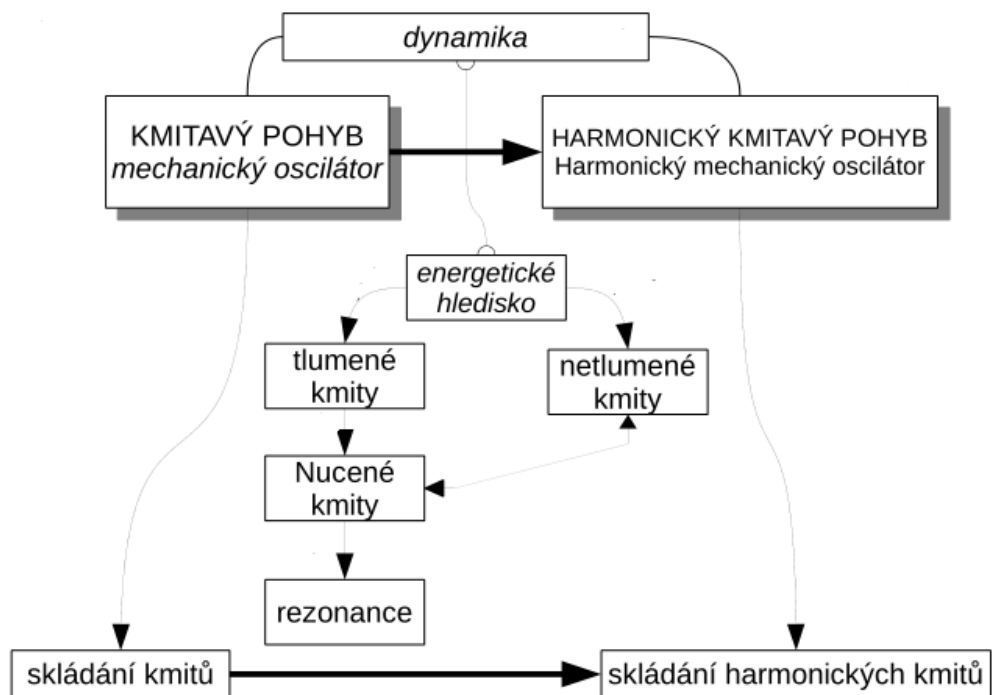 dynamika
KMITAVÝ POHYB
mechanický oscilátor
HARMONICKÝ KMITAVÝ POHYB
Harmonický mechanický oscilátor
energetické
hledisko
tlumené
kmity
netlumené
kmity
Nucené
kmity
rezonance
skládání kmitů
skládání harmonických kmitů